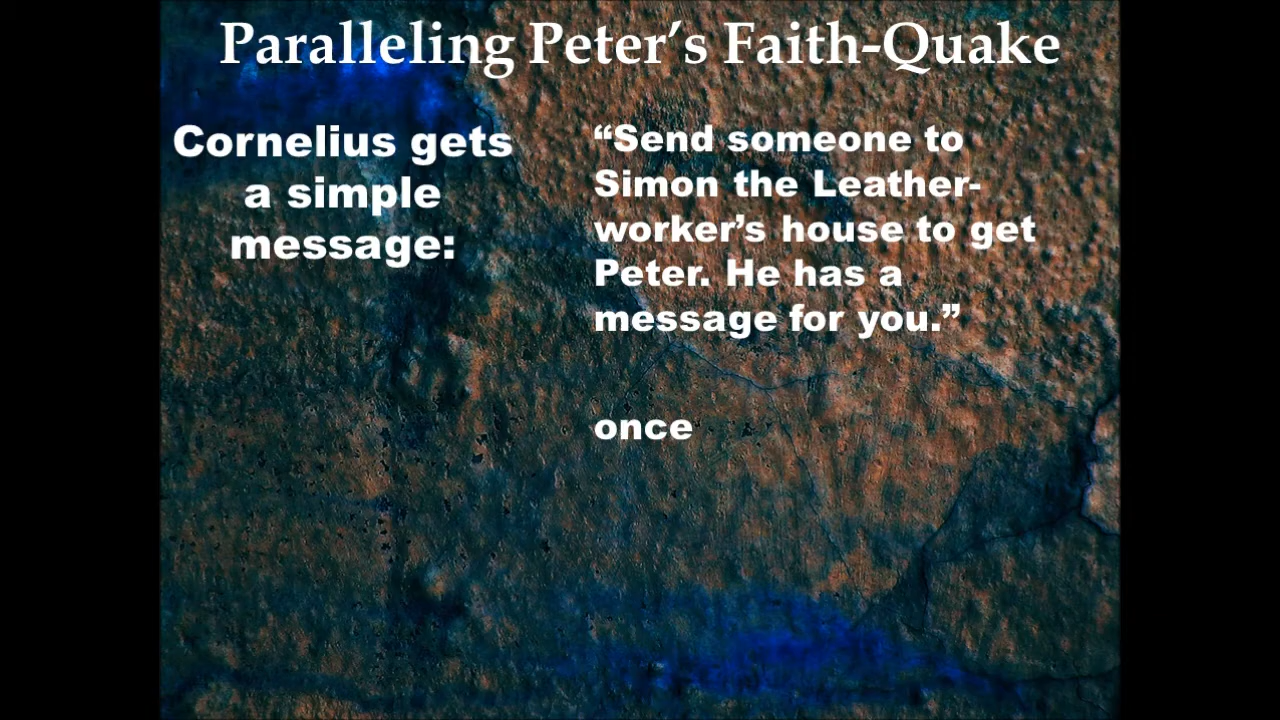 Paralleling Peter’s Faith-Quake
Cornelius gets
a simple
message:
“Send someone to
Simon the Leather-
worker’s house to get
Peter. He has a
message for you.”
once